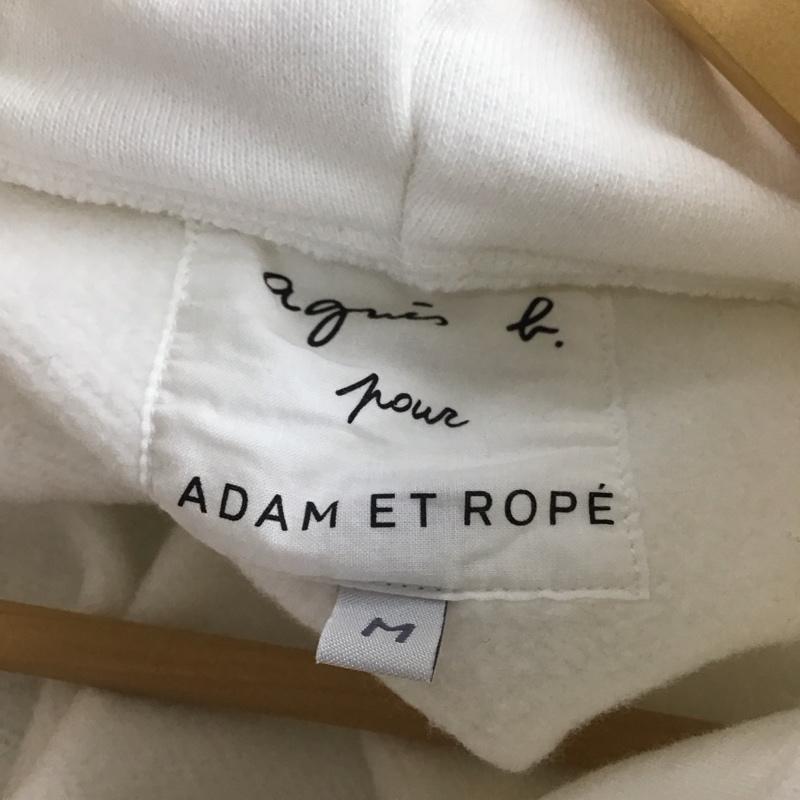 agnès b.
pour
ADAM ET ROPÉ
M